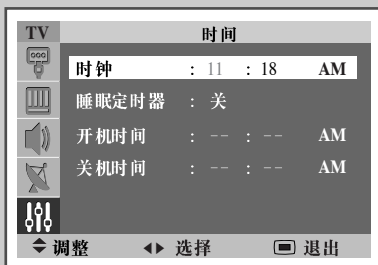 TV 时间
时钟 : 11 : 18 AM
睡眠定时器 : 关
开机时间 : -- : -- AM
关机时间 : -- : -- AM
调整 选择 退出